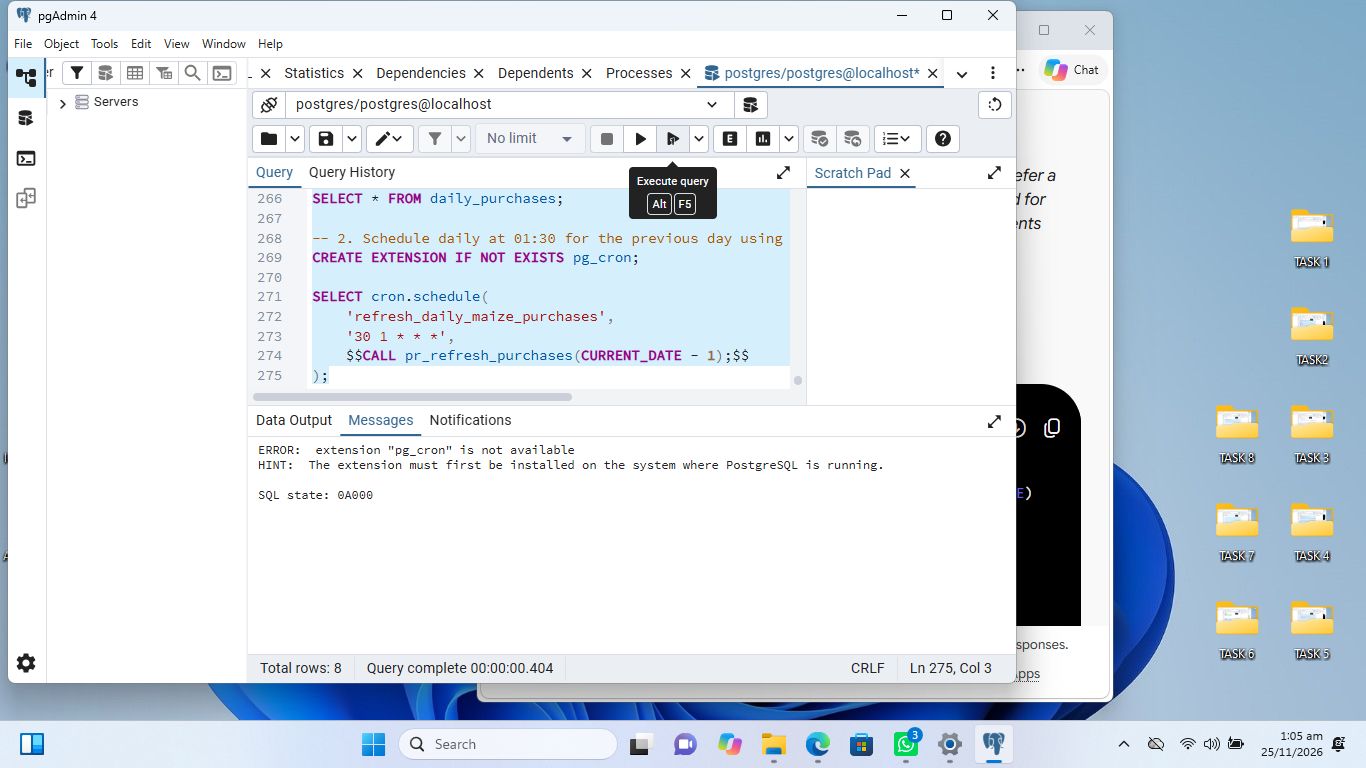 pgAdmin 4
File Object Tools Edit View Window Help
Chat
er
L Statistics Dependencies Dependents Processes postgres/postgres@localhost*
Servers
postgres/postgres@localhost
No limit
E
Query Query History
Scratch Pad
Execute query
Alt F5
266 SELECT * FROM daily_purchases;
267
268 -- 2. Schedule daily at 01:30 for the previous day using
269 CREATE EXTENSION IF NOT EXISTS pg_cron;
270
271 SELECT cron.schedule(
272 'refresh_daily_maize_purchases',
273 '30 1 * * *',
274 $$CALL pr_refresh_purchases(CURRENT_DATE - 1);$$
275 );
Data Output Messages Notifications
ERROR:  extension "pg_cron" is not available
HINT:  The extension must first be installed on the system where PostgreSQL is running.
SQL state: 0A000
Total rows: 8 Query complete 00:00:00.404 CRLF Ln 275, Col 3
efer a
d for
ents
E)
sponses.
Apps
TASK 1
TASK2
TASK 8 TASK 3
TASK 7 TASK 4
TASK 6 TASK 5
Search
3
1:05 am
25/11/2026